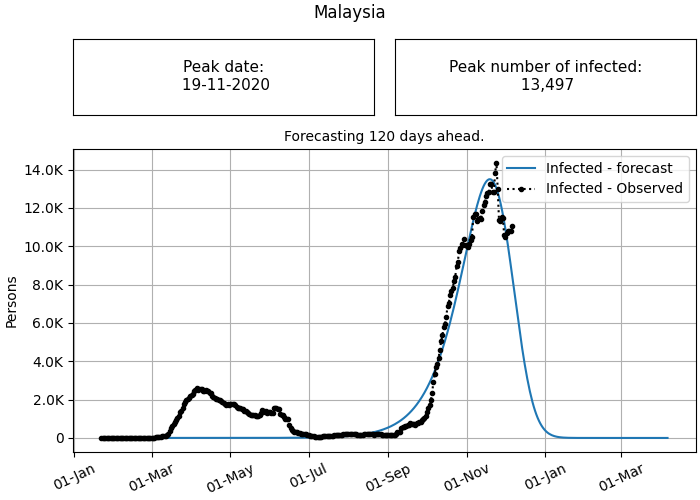 Malaysia
Peak date:
19-11-2020
Peak number of infected:
13,497
Forecasting 120 days ahead.
Infected - forecast
Infected - Observed
Persons
14.0K
12.0K
10.0K
8.0K
6.0K
4.0K
2.0K
0
01-Jan
01-Mar
01-May
01-Jul
01-Sep
01-Nov
01-Jan
01-Mar